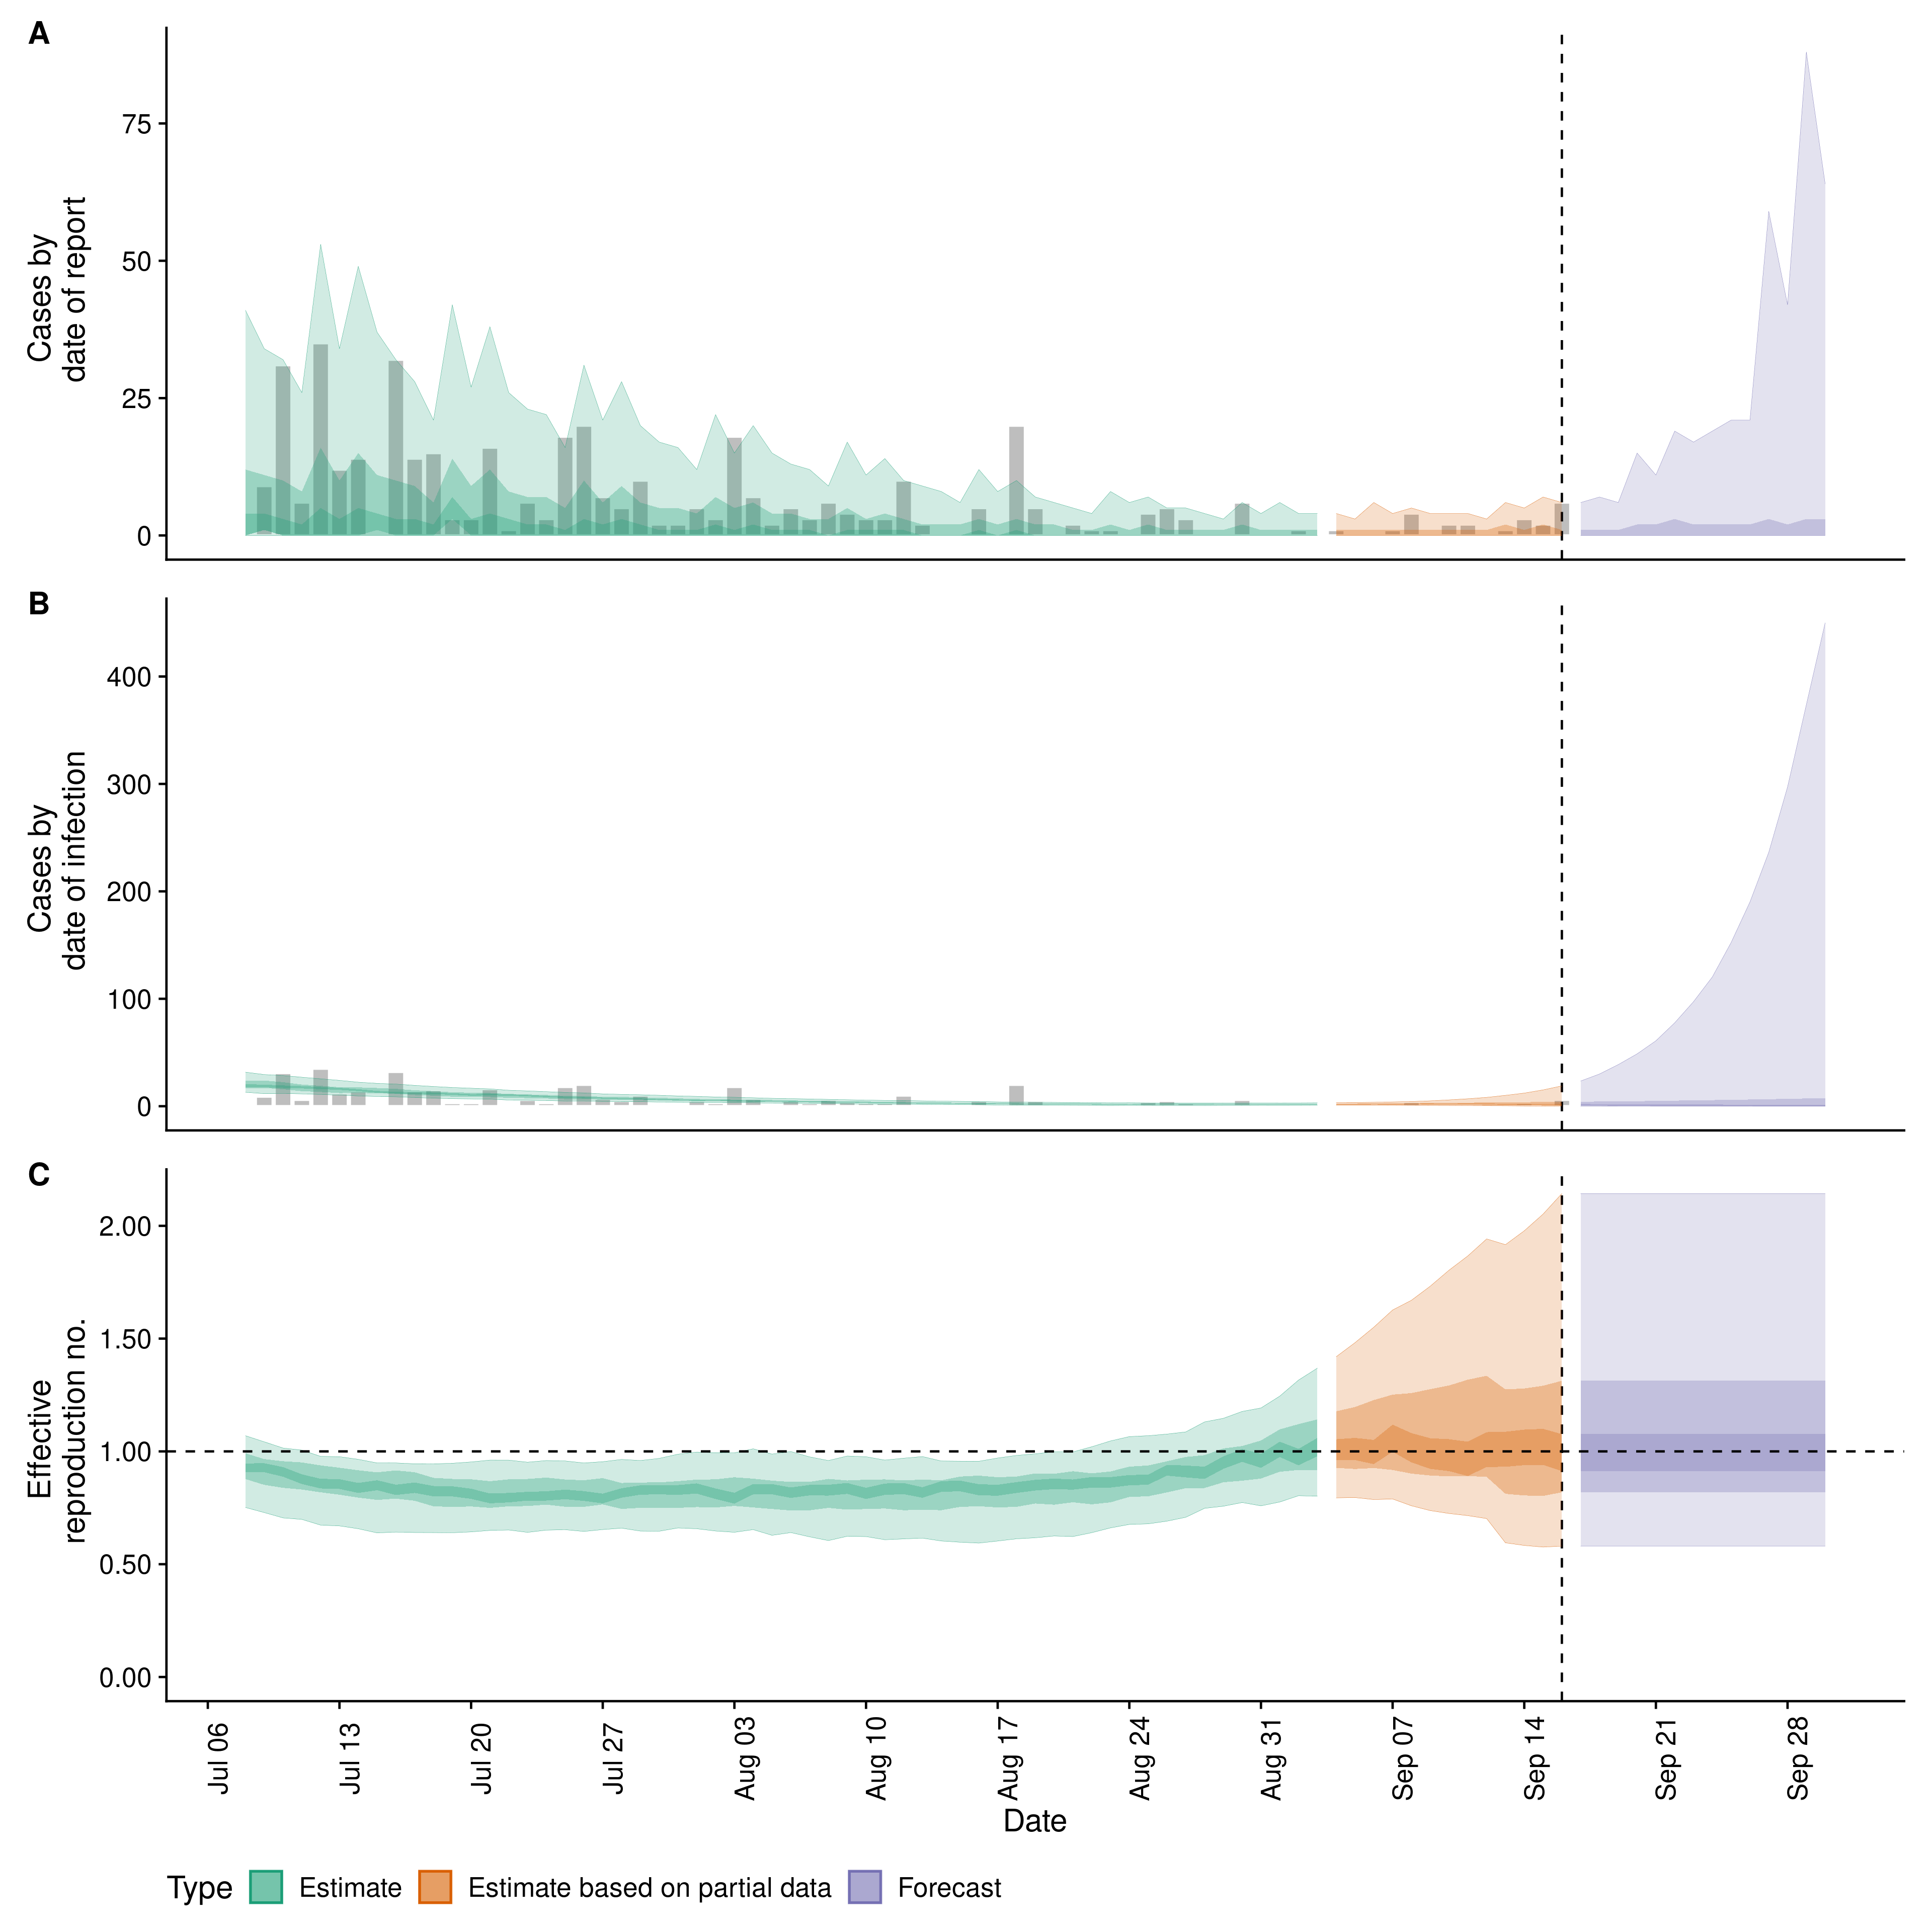 A
Cases by
date of report
75
50
25
0
B
Cases by
date of infection
400
300
200
100
0
C
Effective
reproduction no.
2.00
1.50
1.00
0.50
0.00
Jul 06
Jul 13
Jul 20
Jul 27
Aug 03
Aug 10
Aug 17
Aug 24
Aug 31
Sep 07
Sep 14
Sep 21
Sep 28
Date
Type Estimate Estimate based on partial data Forecast